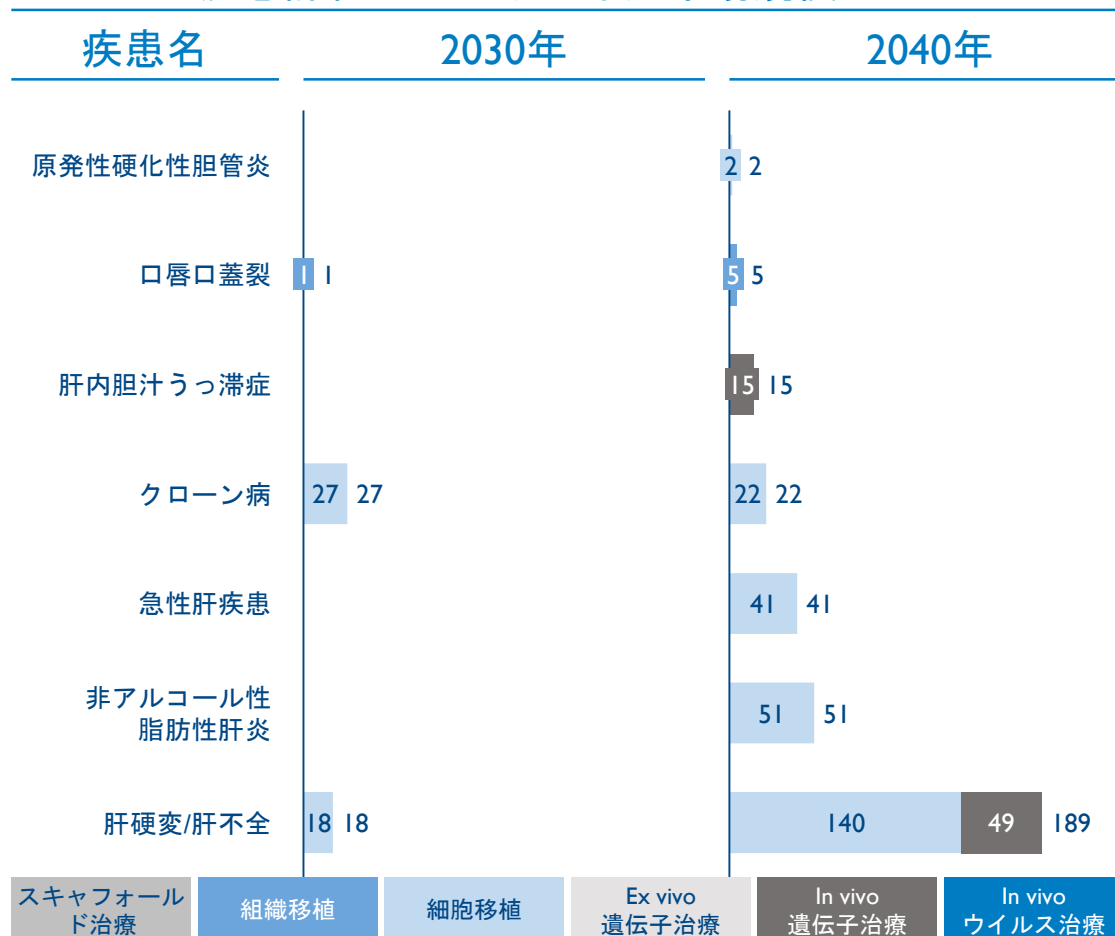 疾患名
2030年
2040年
原発性硬化性胆管炎
2 2
口唇口蓋裂
1 1
5 5
肝内胆汁うっ滞症
15 15
クローン病
27 27
22 22
急性肝疾患
41 41
非アルコール性
脂肪性肝炎
51 51
肝硬変/肝不全
18 18
140 49 189
スキャフォール
ド治療
組織移植
細胞移植
Ex vivo
遺伝子治療
In vivo
遺伝子治療
In vivo
ウイルス治療